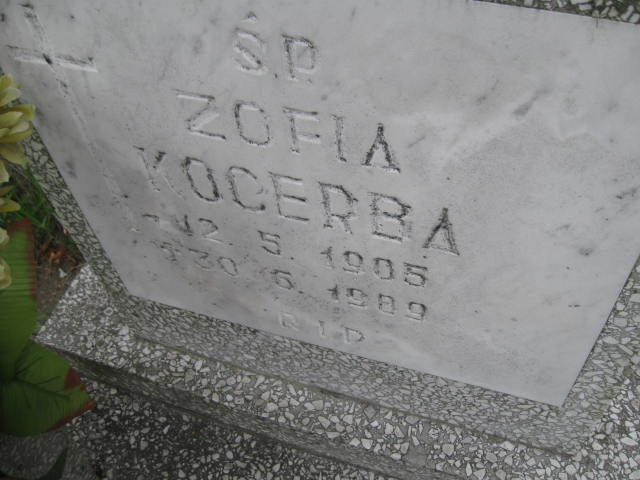 Ś.P.
ZOFIA
KOCERBA
* 12. 5. 1905
✝ 30 6. 1989
R I P